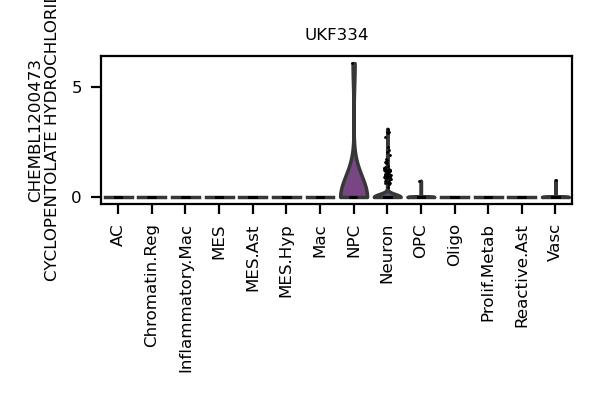 UKF334
CHEMBL1200473
CYCLOPENTOLATE HYDROCHLORID
5
0
AC
Chromatin.Reg
Inflammatory.Mac
MES
MES.Ast
MES.Hyp
Mac
NPC
Neuron
OPC
Oligo
Prolif.Metab
Reactive.Ast
Vasc